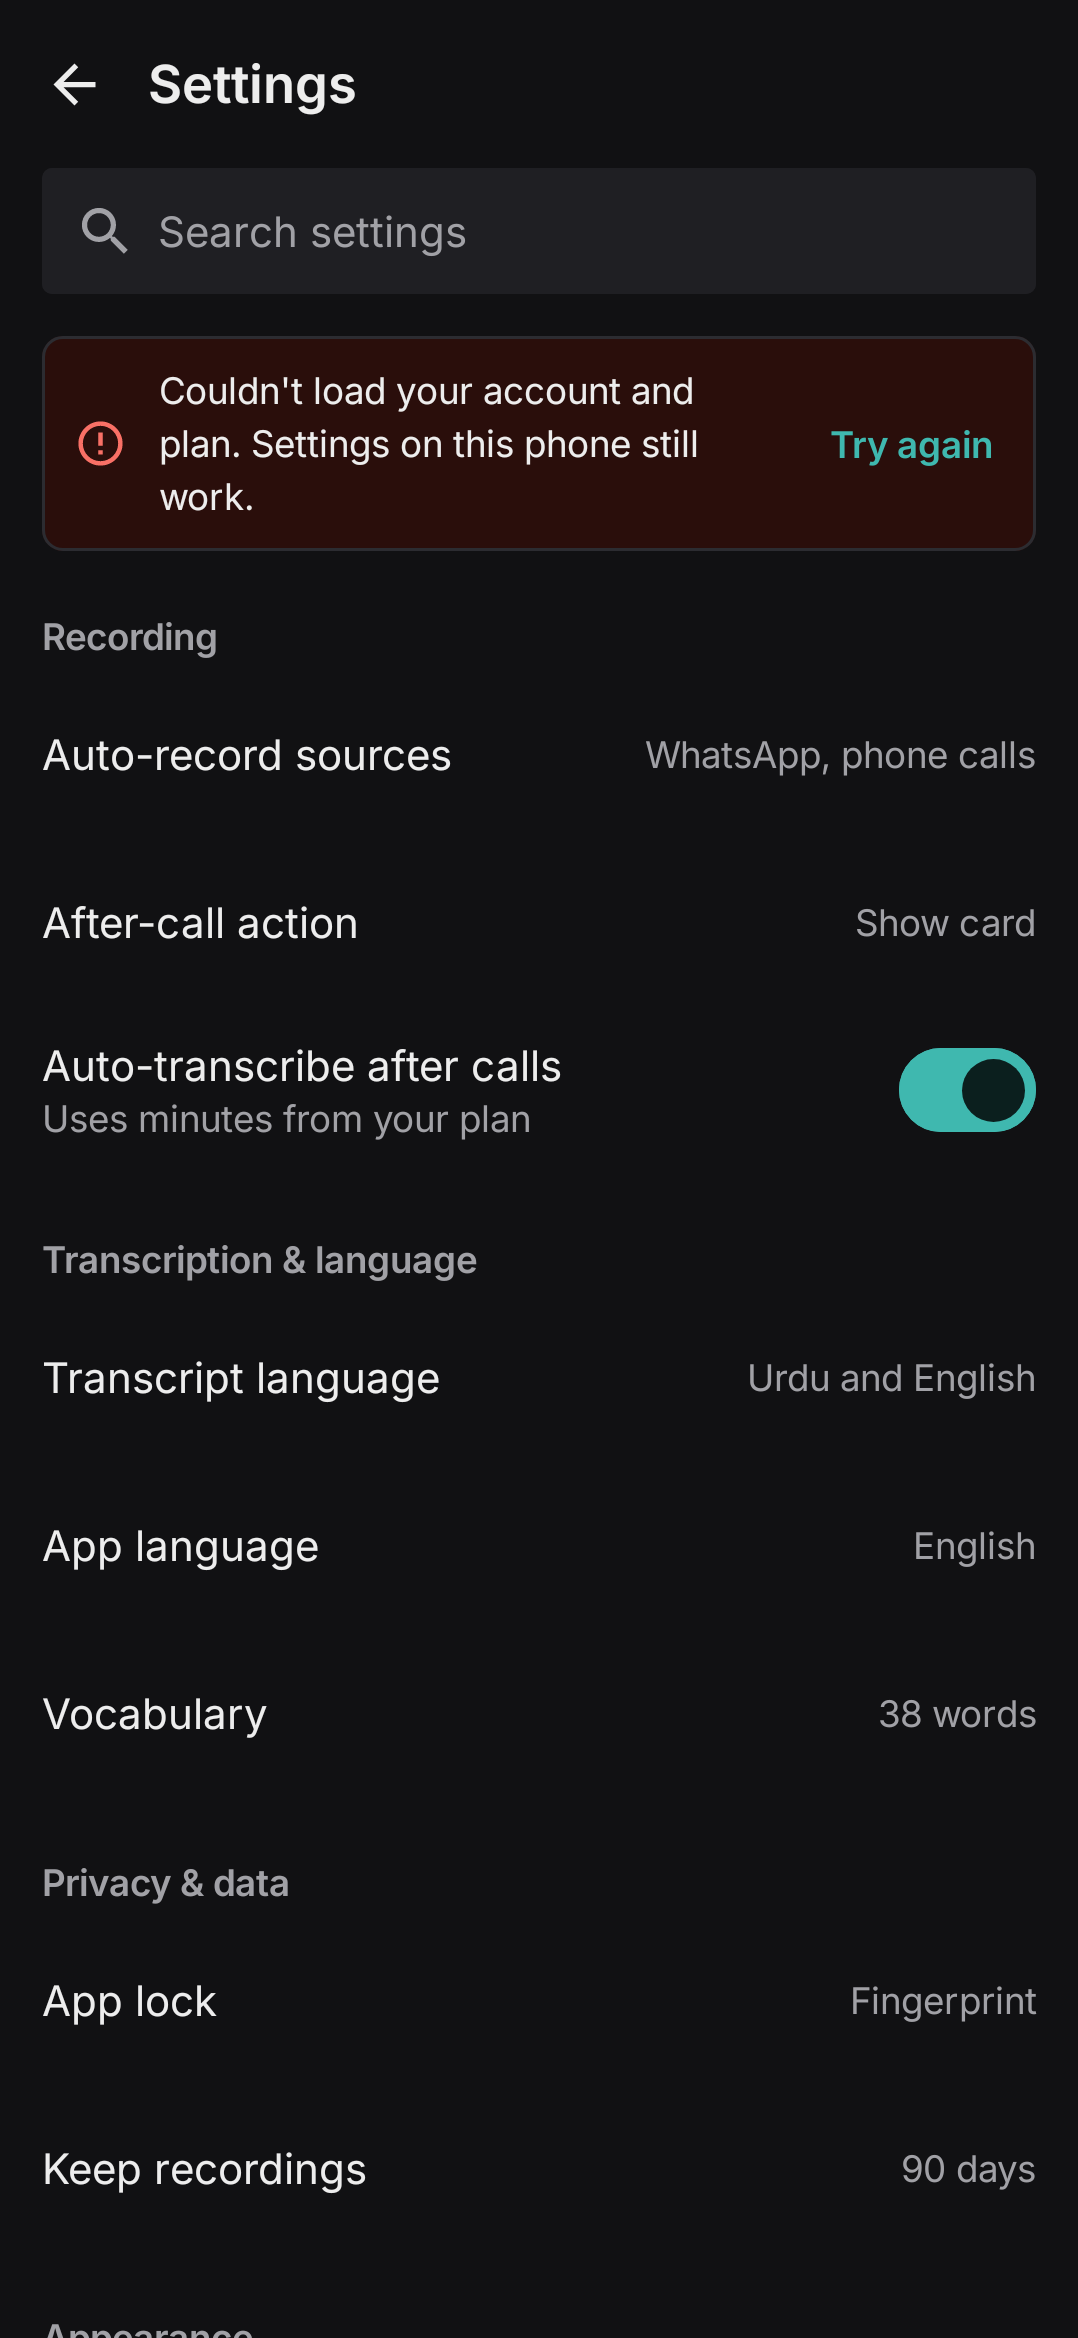 Settings
Search settings
Couldn't load your account and
plan. Settings on this phone still
work.
Try again
Recording
Auto-record sources
WhatsApp, phone calls
After-call action
Show card
Auto-transcribe after calls
Uses minutes from your plan
Transcription & language
Transcript language
Urdu and English
App language
English
Vocabulary
38 words
Privacy & data
App lock
Fingerprint
Keep recordings
90 days
Appearance